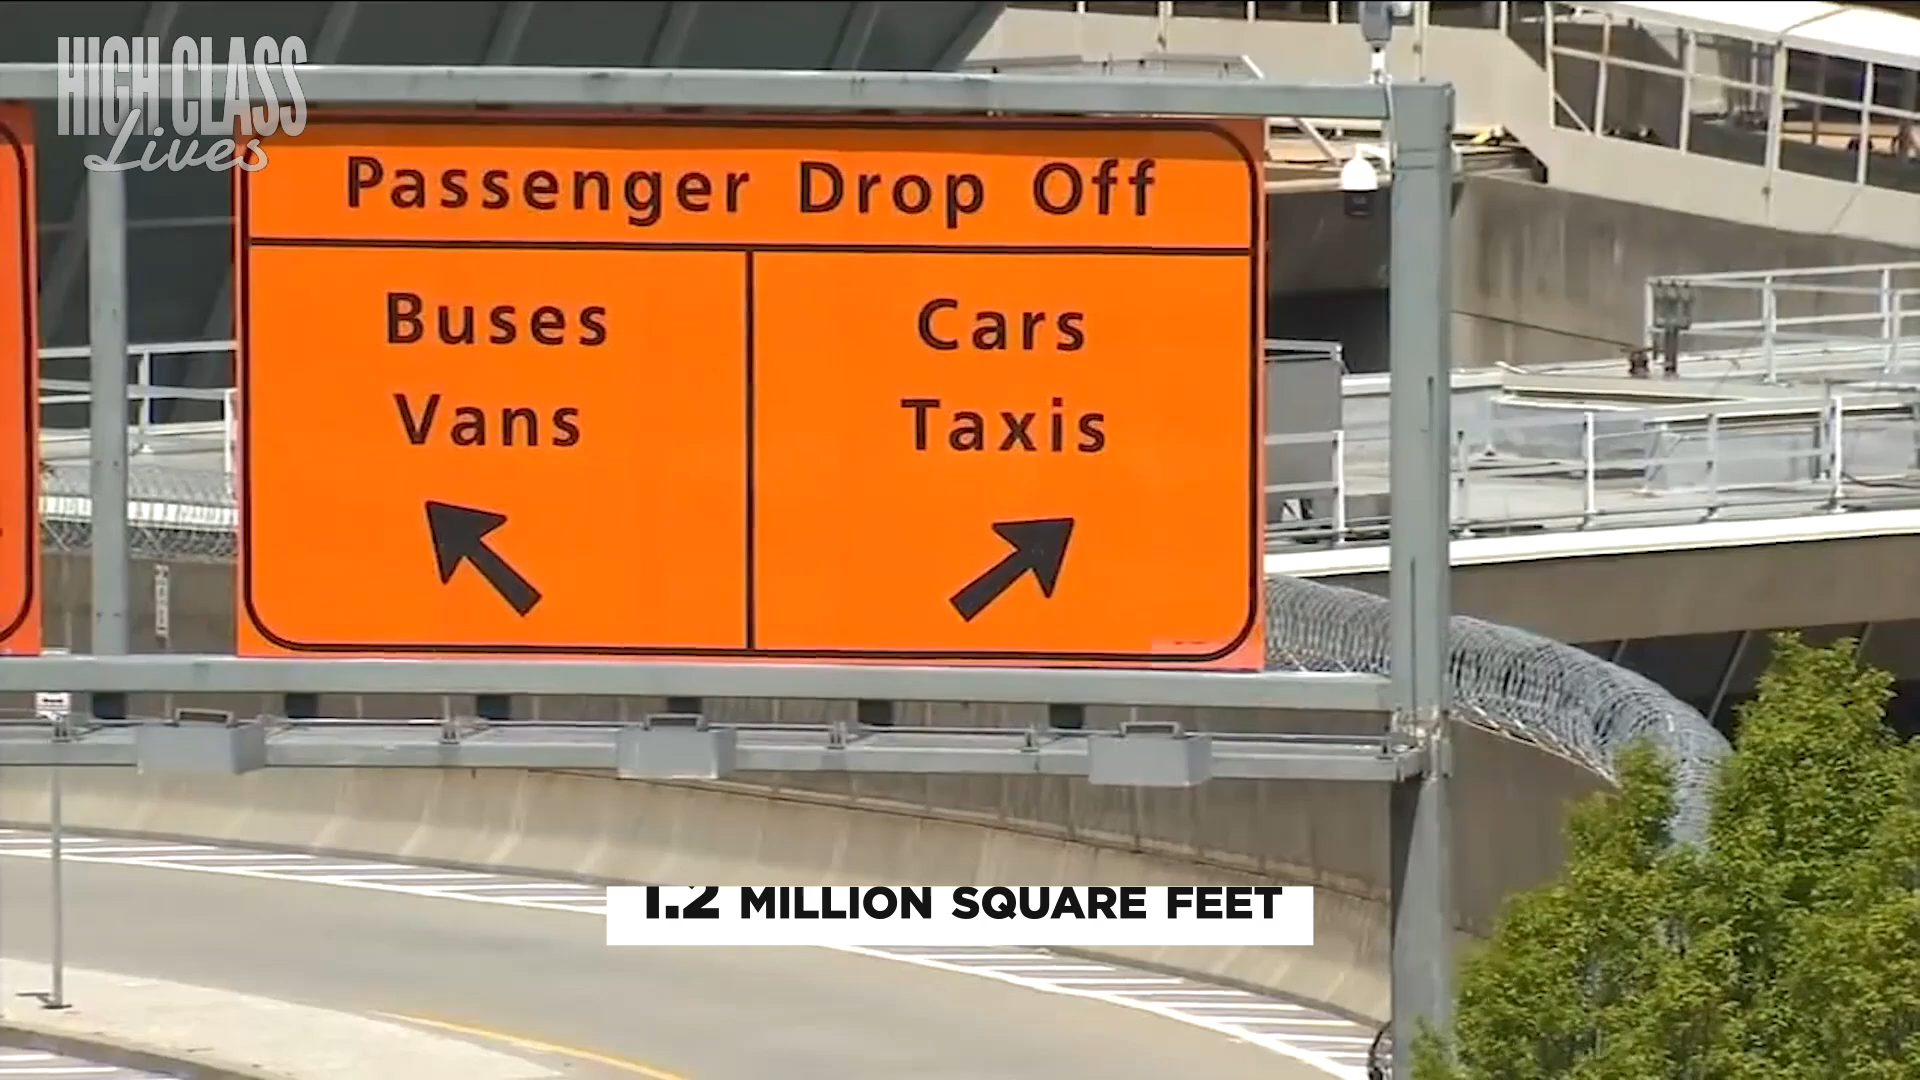 HIGH CLASS
Lives
Passenger Drop Off
Buses
Vans
Cars
Taxis
1.2 MILLION SQUARE FEET